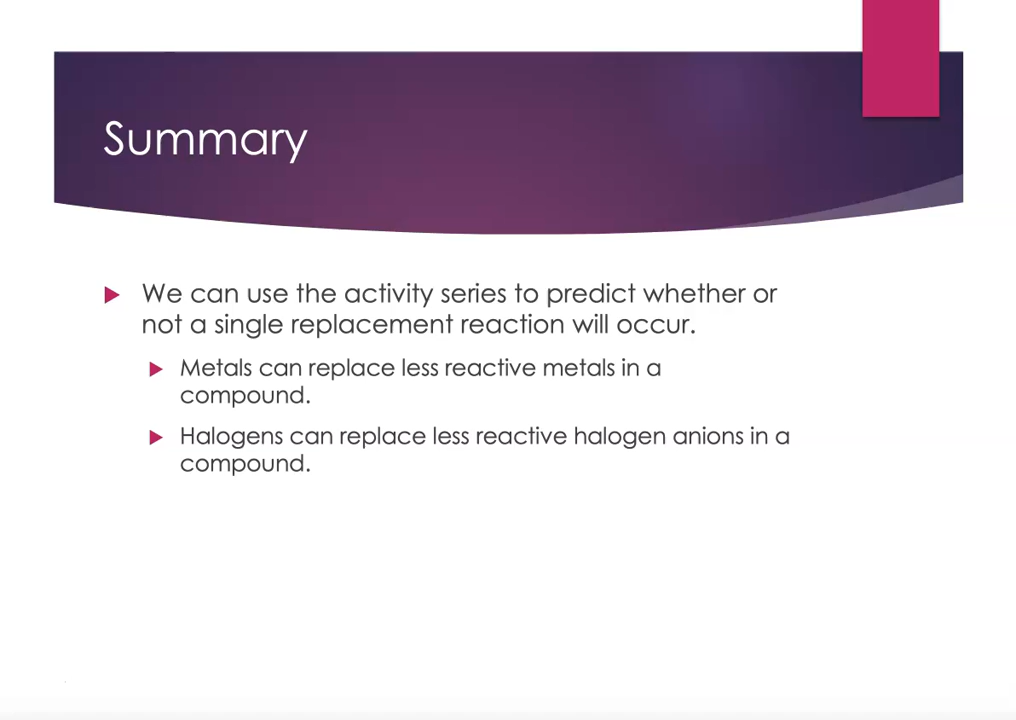 Summary
We can use the activity series to predict whether or
not a single replacement reaction will occur.
Metals can replace less reactive metals in a
compound.
Halogens can replace less reactive halogen anions in a
compound.